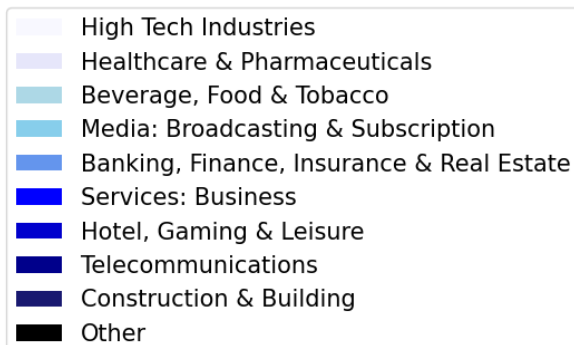 High Tech Industries
Healthcare & Pharmaceuticals
Beverage, Food & Tobacco
Media: Broadcasting & Subscription
Banking, Finance, Insurance & Real Estate
Services: Business
Hotel, Gaming & Leisure
Telecommunications
Construction & Building
Other